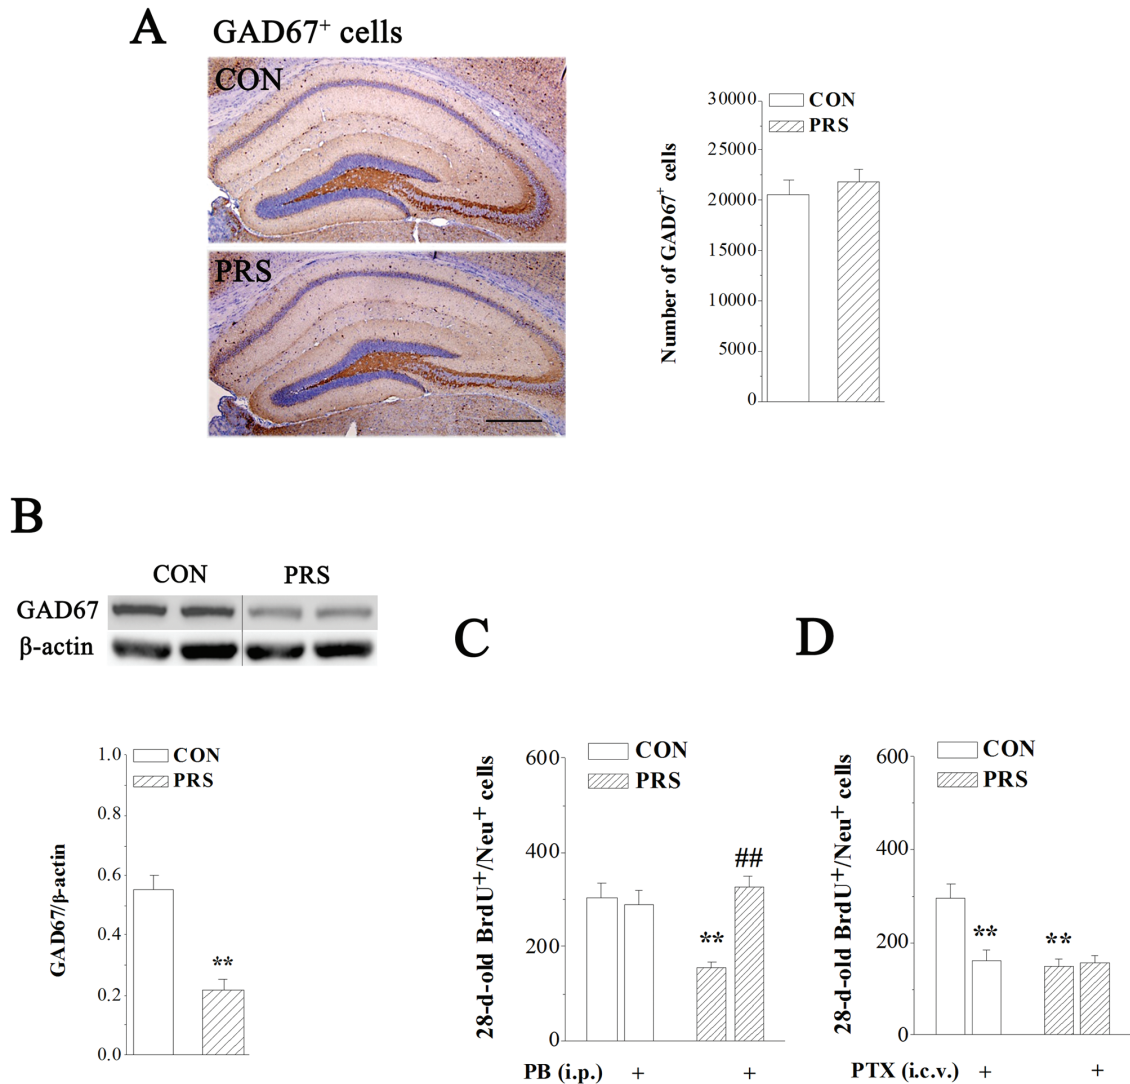 A
GAD67+ cells
CON
PRS
30000
25000
20000
15000
10000
5000
0
Number of GAD67+ cells
CON
PRS
B
CON PRS
GAD67
β-actin
1.0
0.8
0.6
0.4
0.2
0.0
GAD67/β-actin
CON
PRS
**
C
600
400
200
0
28-d-old BrdU+/Neu+ cells
CON
PRS
**
##
PB (i.p.) + +
D
600
400
200
0
28-d-old BrdU+/Neu+ cells
CON
PRS
**
**
PTX (i.c.v.) + +